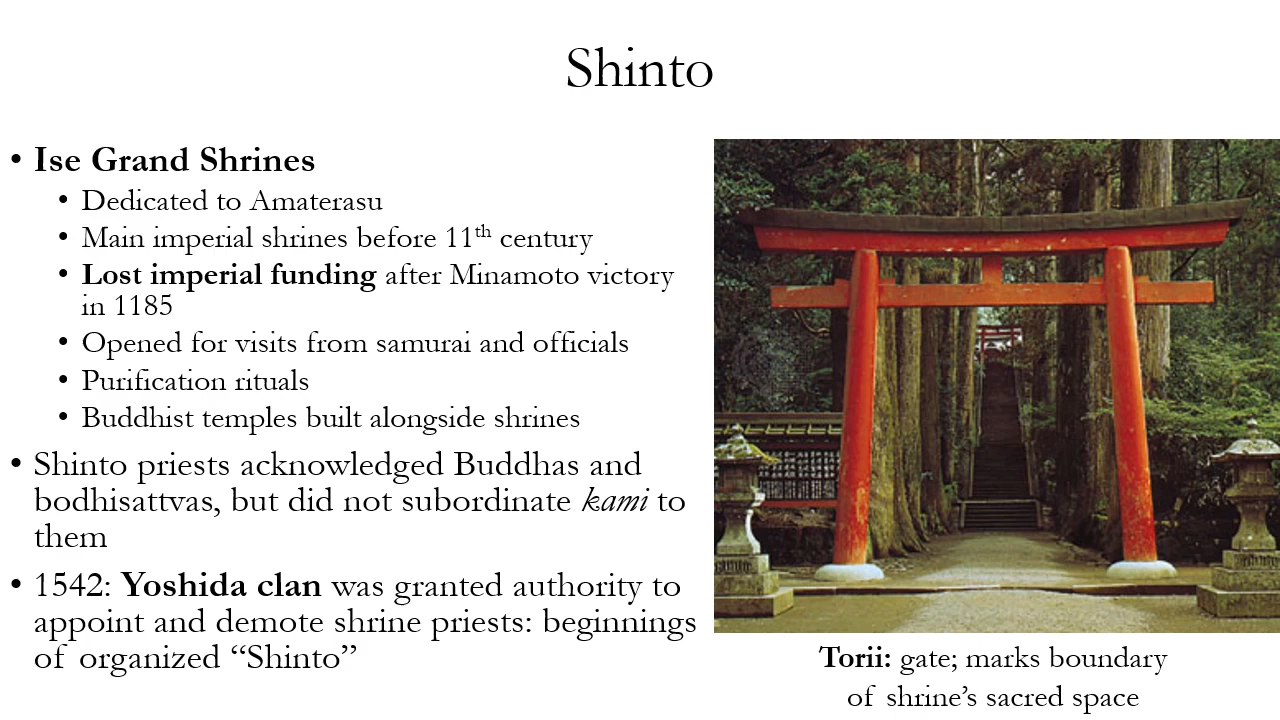 Shinto
• Ise Grand Shrines
• Dedicated to Amaterasu
• Main imperial shrines before 11th century
• Lost imperial funding after Minamoto victory
in 1185
• Opened for visits from samurai and officials
• Purification rituals
• Buddhist temples built alongside shrines
• Shinto priests acknowledged Buddhas and
bodhisattvas, but did not subordinate kami to
them
• 1542: Yoshida clan was granted authority to
appoint and demote shrine priests: beginnings
of organized “Shinto”
Torii: gate; marks boundary
of shrine’s sacred space